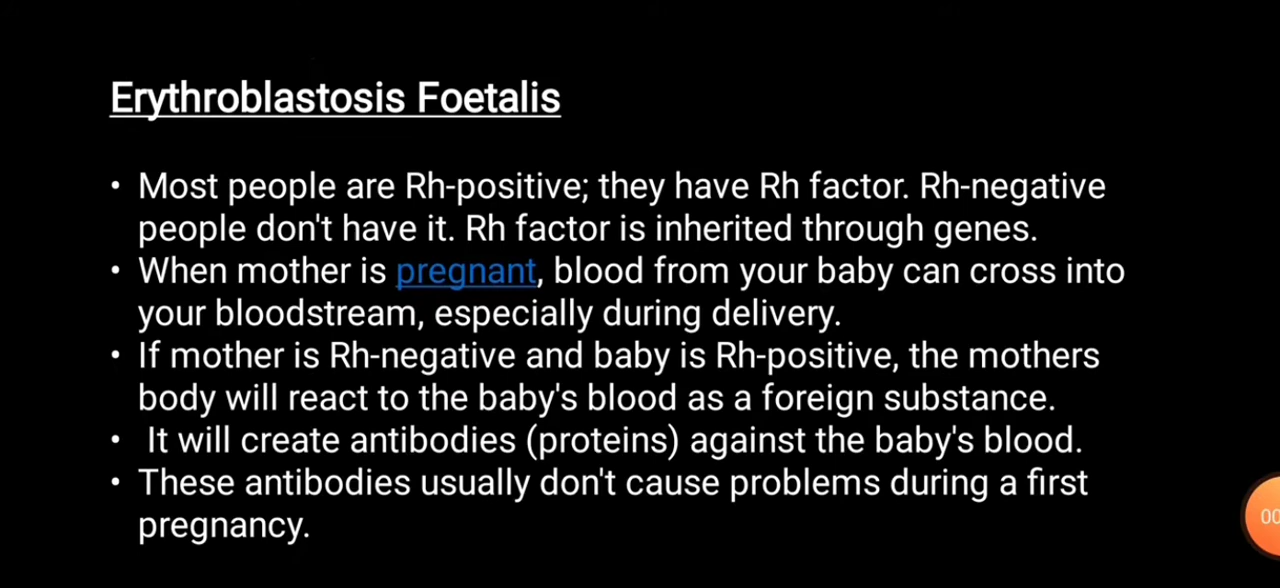 Erythroblastosis Foetalis
• Most people are Rh-positive; they have Rh factor. Rh-negative
people don't have it. Rh factor is inherited through genes.
• When mother is pregnant, blood from your baby can cross into
your bloodstream, especially during delivery.
• If mother is Rh-negative and baby is Rh-positive, the mothers
body will react to the baby's blood as a foreign substance.
• It will create antibodies (proteins) against the baby's blood.
• These antibodies usually don't cause problems during a first
pregnancy.
00